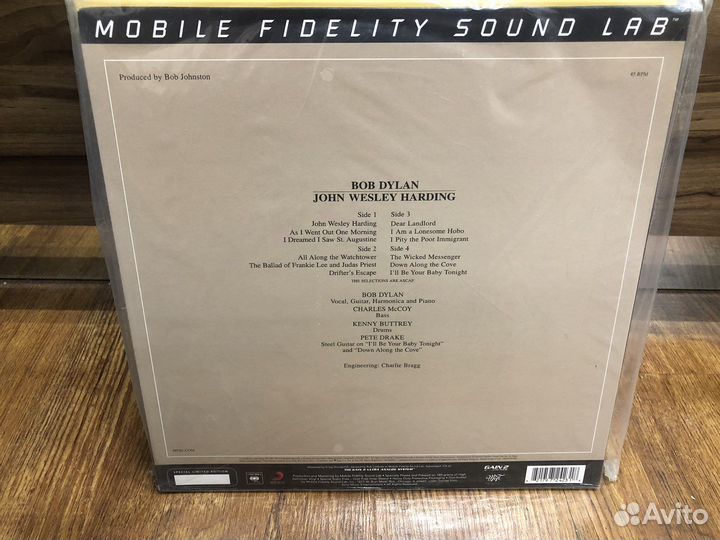 MOBILE FIDELITY SOUND LAB™
Produced by Bob Johnston
45 RPM
BOB DYLAN
JOHN WESLEY HARDING
Side 1
John Wesley Harding
As I Went Out One Morning
I Dreamed I Saw St. Augustine
Side 2
All Along the Watchtower
The Ballad of Frankie Lee and Judas Priest
Drifter's Escape
Side 3
Dear Landlord
I Am a Lonesome Hobo
I Pity the Poor Immigrant
Side 4
The Wicked Messenger
Down Along the Cove
I'll Be Your Baby Tonight
THE SELECTIONS ARE ASCAP
BOB DYLAN
Vocal, Guitar, Harmonica and Piano
CHARLES McCOY
Bass
KENNY BUTTREY
Drums
PETE DRAKE
Steel Guitar on "I'll Be Your Baby Tonight"
and "Down Along the Cove"
Engineering: Charlie Bragg
SPECIAL LIMITED EDITION
GAIN 2
Avito